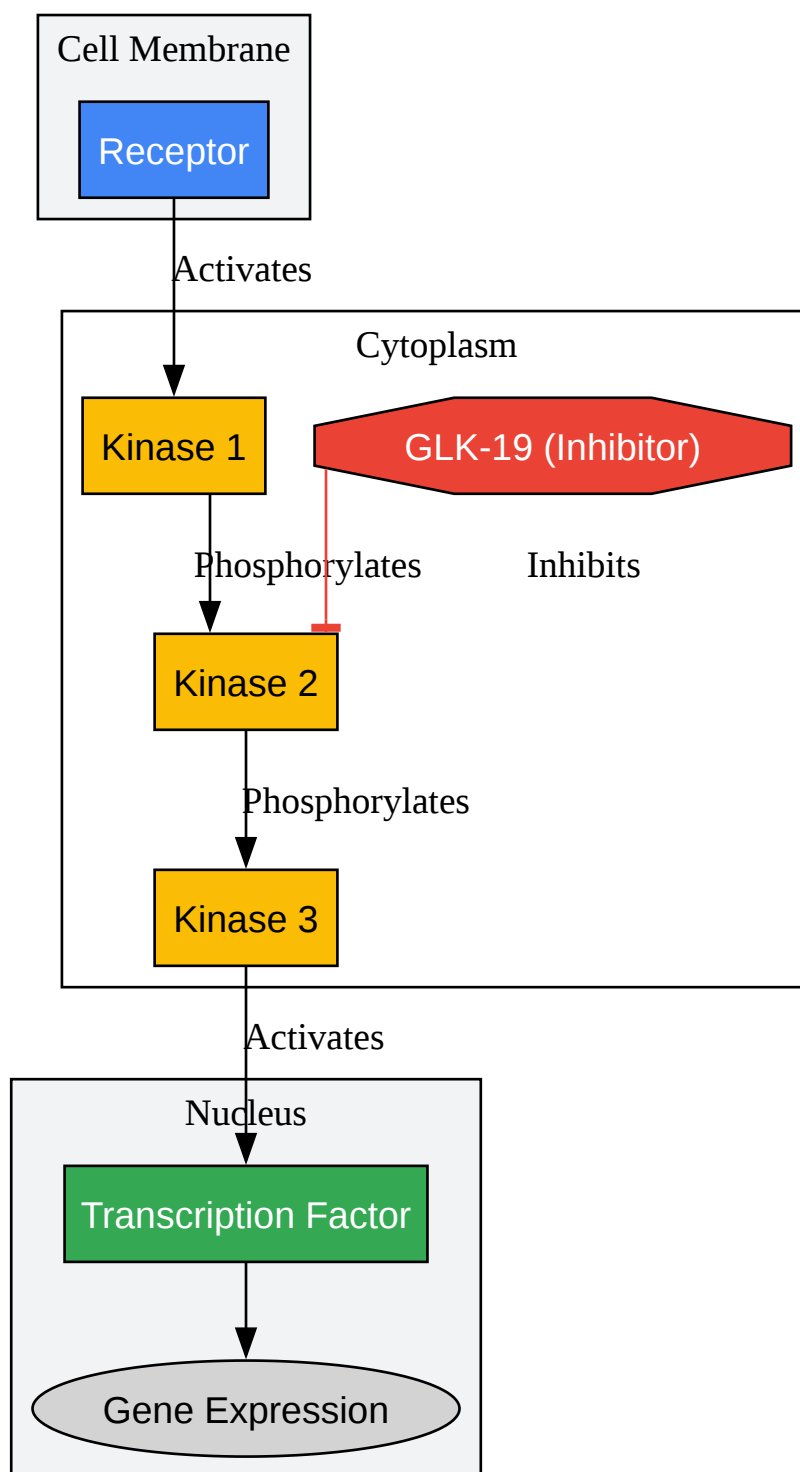 Cell Membrane
Receptor
Activates
Cytoplasm
Kinase 1
GLK-19 (Inhibitor)
Phosphorylates
Inhibits
Kinase 2
Phosphorylates
Kinase 3
Activates
Nucleus
Transcription Factor
Gene Expression